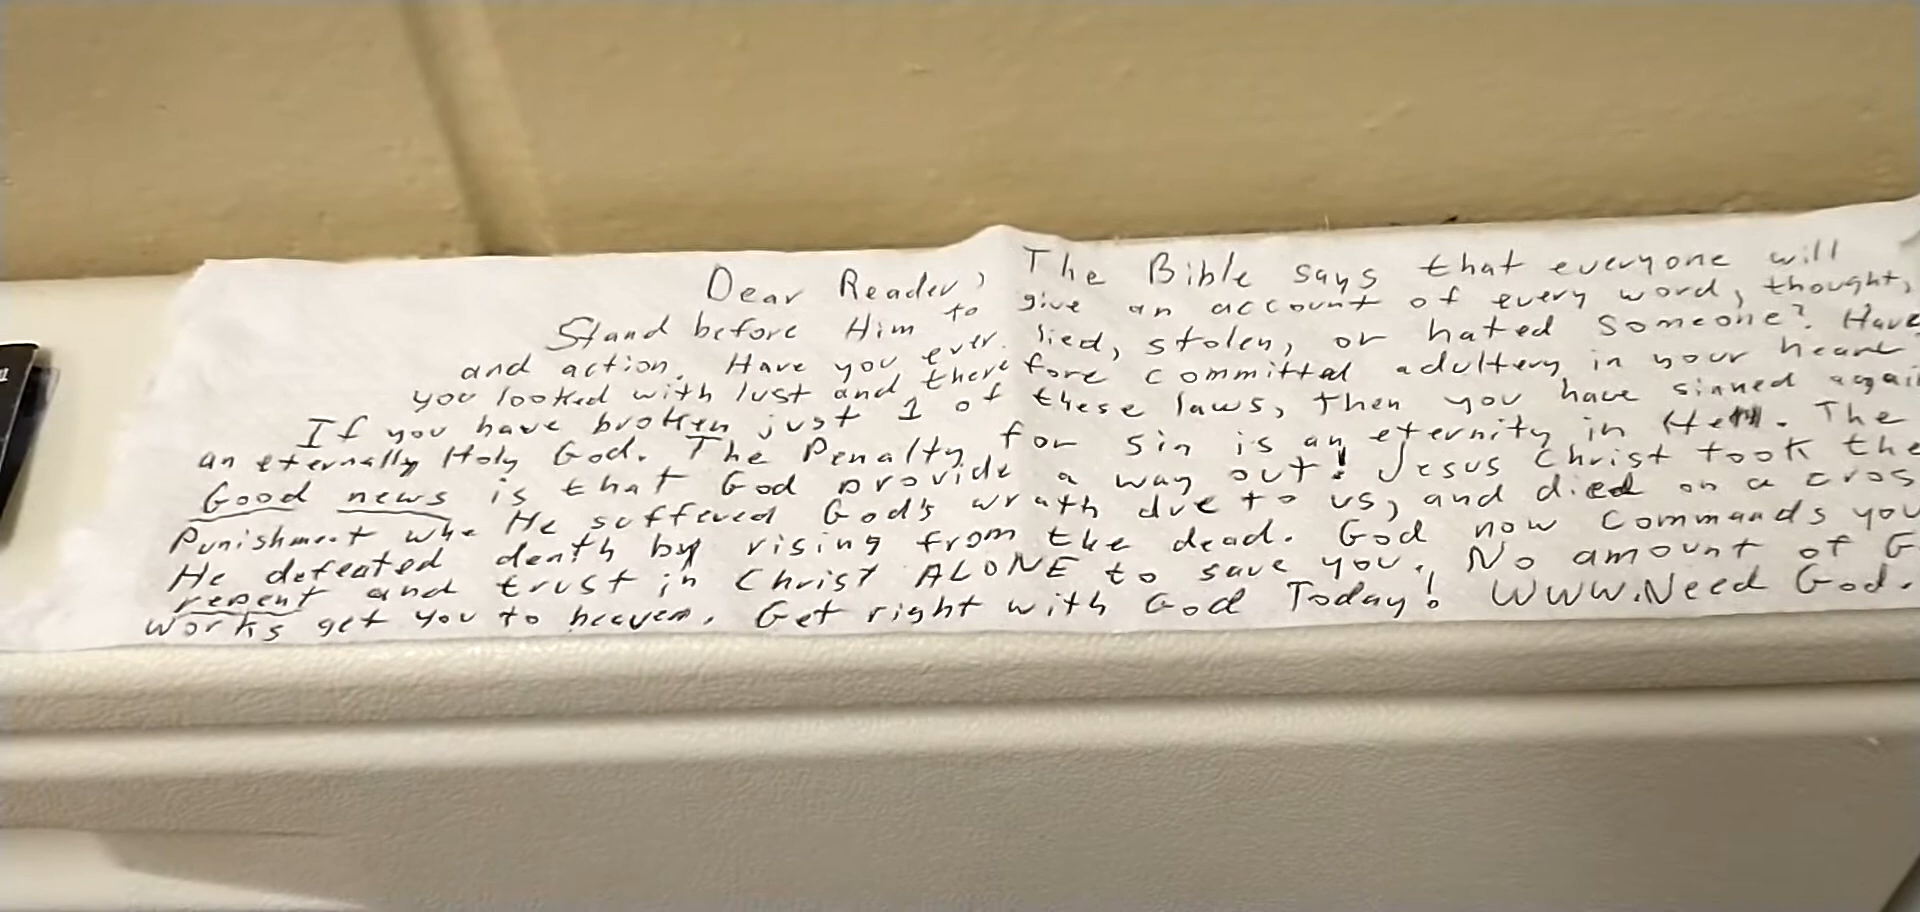 Dear Reader, The Bible says that everyone will
Stand before Him to give an account of every word, thought,
and action. Have you ever lied, stolen, or hated someone? Have
you looked with lust and therefore committed adultery in your heart
If you have broken just 1 of these laws, then you have sinned agai
an eternally Holy God. The Penalty for sin is an eternity in Hell. The
Good news is that God provide a way out! Jesus Christ took the
Punishment whe He suffered God's wrath due to us, and died on a cros
He defeated death by rising from the dead. God now commands you
repent and trust in Christ ALONE to save you. No amount of G
works get you to heaven. Get right with God Today! WWW.Need God.